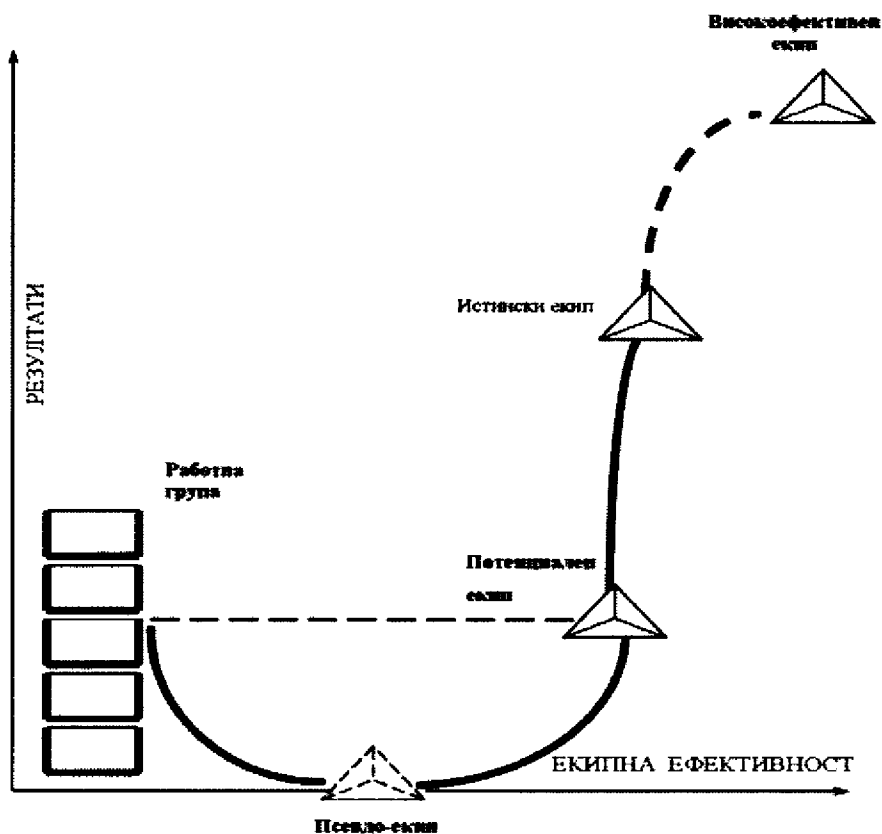 Високоефективен
екип
РЕЗУЛТАТИ
Истински екип
Работна
група
Потенциален
екип
ЕКИПНА ЕФЕКТИВНОСТ
Псевдо-екип